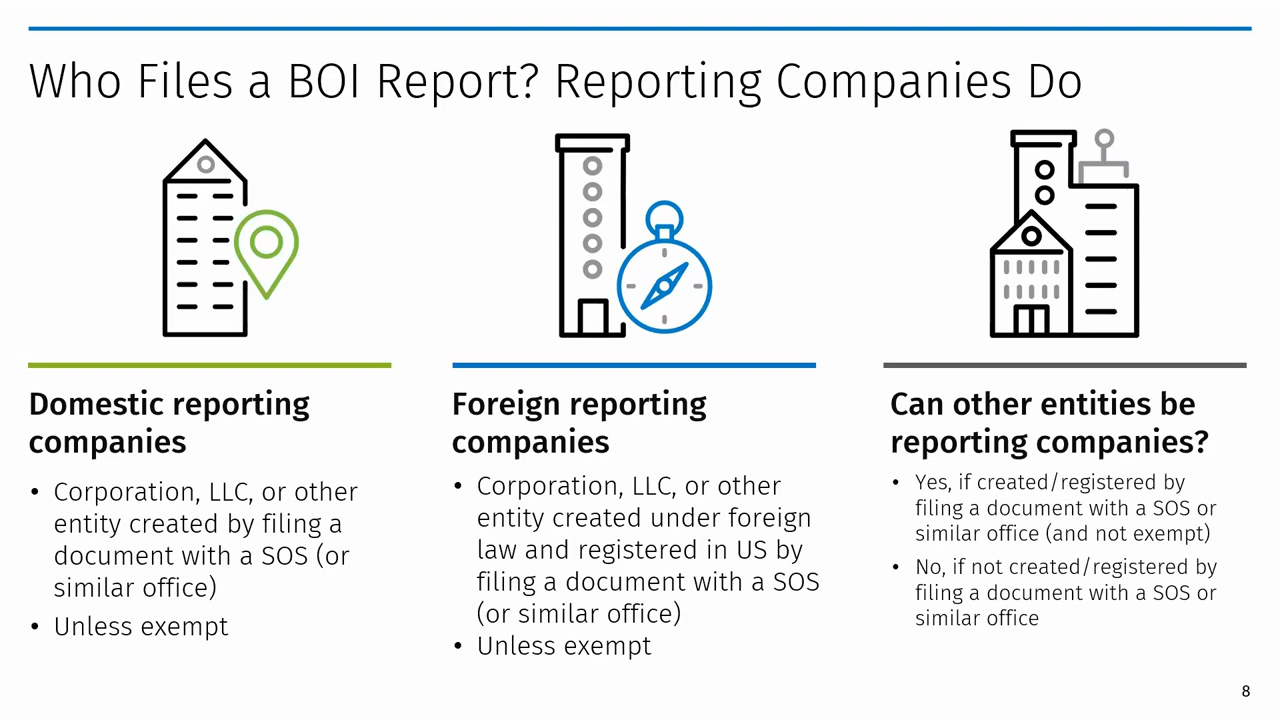 Who Files a BOI Report? Reporting Companies Do
Domestic reporting
companies
• Corporation, LLC, or other
entity created by filing a
document with a SOS (or
similar office)
• Unless exempt
Foreign reporting
companies
• Corporation, LLC, or other
entity created under foreign
law and registered in US by
filing a document with a SOS
(or similar office)
• Unless exempt
Can other entities be
reporting companies?
• Yes, if created/registered by
filing a document with a SOS or
similar office (and not exempt)
• No, if not created/registered by
filing a document with a SOS or
similar office
8